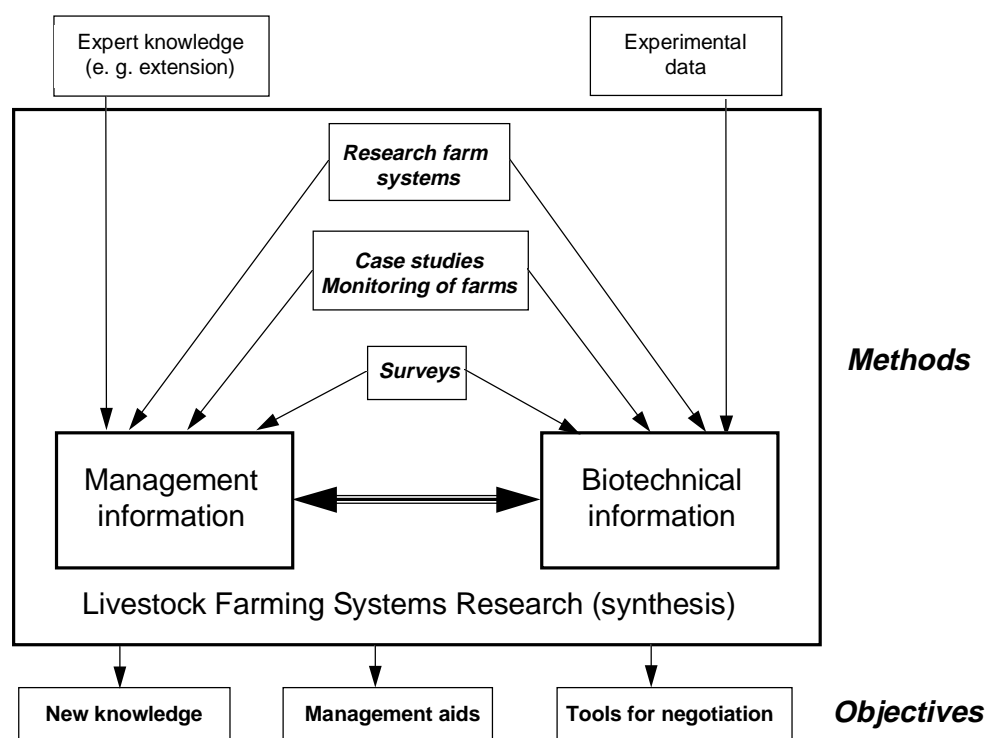 Expert knowledge
(e. g. extension)
Experimental
data
Research farm
systems
Case studies
Monitoring of farms
Methods
Surveys
Management
information
Biotechnical
information
Livestock Farming Systems Research (synthesis)
New knowledge
Management aids
Tools for negotiation
Objectives